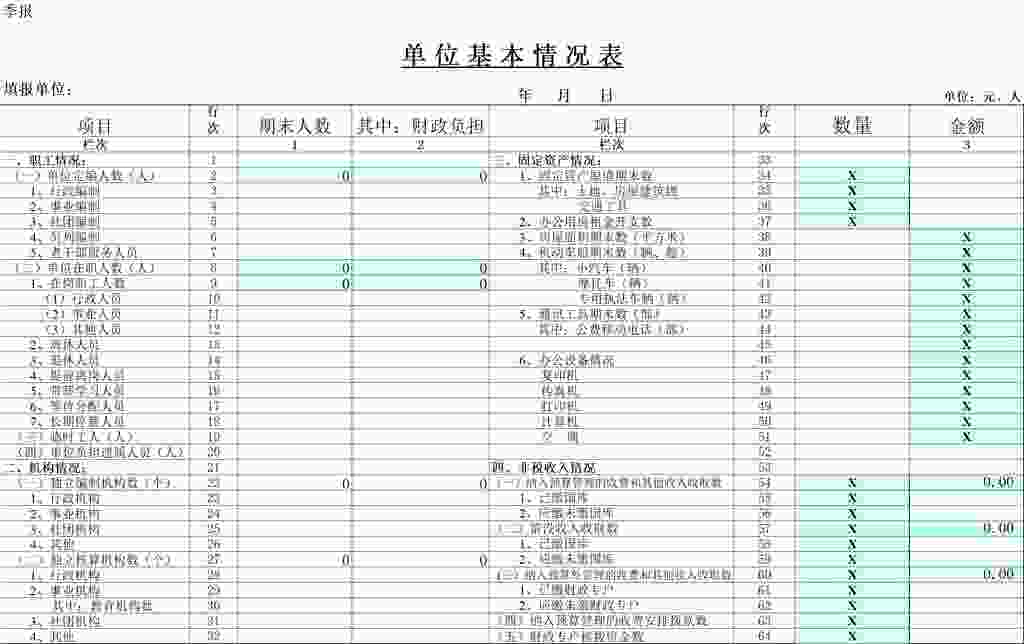 季报
单位基本情况表
填报单位：
年 月 日 单位：元、人
项目 行次 期末人数 其中：财政负担 项目 行次 数量 金额
栏次 1 2 栏次 3
一、职工情况： 1 三、固定资产情况： 33
（一）单位定编人数（人） 2 0 0 1、固定资产原值期末数 34 X
1、行政编制 3 其中：土地、房屋建筑物 35 X
2、事业编制 4 交通工具 36 X
3、社团编制 5 2、办公用房租金开支数 37 X
4、订列编制 6 3、房屋面积期末数（平方米） 38 X
5、老干部服务人员 7 4、机动车船期末数（辆、艘） 39 X
（二）单位在职人数（人） 8 0 0 其中：小汽车（辆） 40 X
1、在岗职工人数 9 0 0 摩托车（辆） 41 X
（1）行政人员 10 专用执法车辆（辆） 42 X
（2）事业人员 11 5、通讯工具期末数（部） 43 X
（3）其他人员 12 其中：公费移动电话（部） 44 X
2、离休人员 13 45 X
3、退休人员 14 6、办公设备情况 46 X
4、提前离岗人员 15 复印机 47 X
5、带薪学习人员 16 传真机 48 X
6、等待分配人员 17 打印机 49 X
7、长期停薪人员 18 计算机 50 X
（三）临时工人（人） 19 空 调 51 X
（四）单位负担遗属人员（人） 20 52
二、机构情况： 21 四、非税收入情况 53
（一）独立编制机构数（个） 22 0 0 （一）纳入预算管理的收费和其他收入收取数 54 X 0.00
1、行政机构 23 1、已缴国库 55 X
2、事业机构 24 2、应缴未缴国库 56 X
3、社团机构 25 （二）罚没收入收取数 57 X 0.00
4、其他 26 1、已缴国库 58 X
（二）独立核算机构数（个） 27 0 0 2、应缴未缴国库 59 X
1、行政机构 28 （三）纳入预算外管理的收费和其他收入收取数 60 X 0.00
2、事业机构 29 1、已缴财政专户 61 X
其中：教育机构 30 2、应缴未缴财政专户 62 X
3、社团机构 31 （四）纳入预算管理的收费安排拨款数 63 X
4、其他 32 （五）财政专户核拨资金数 64 X